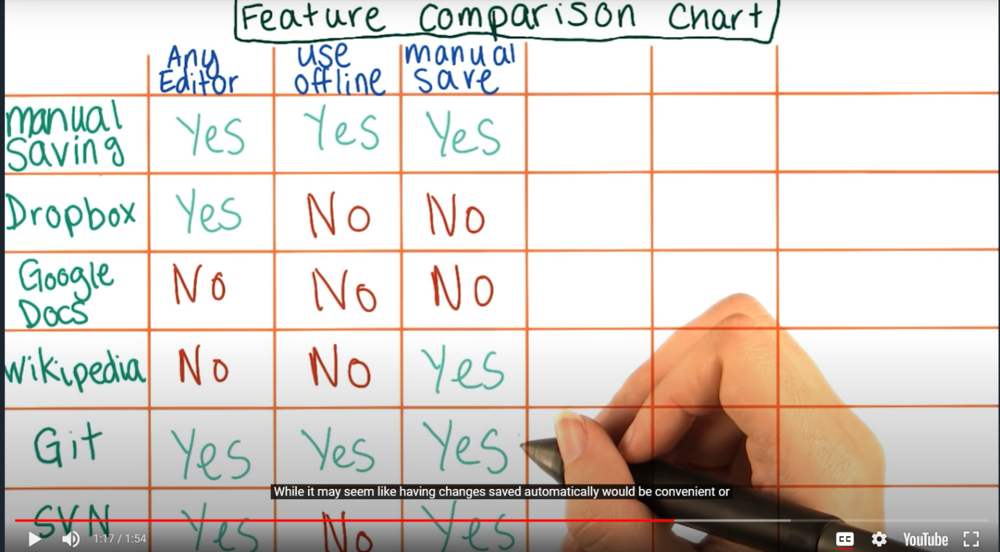 Feature Comparison Chart
Any Editor
use offline
manual save
manual saving Yes Yes Yes
Dropbox Yes No No
Google Docs No No No
Wikipedia No No Yes
Git Yes Yes Yes
While it may seem like having changes saved automatically would be convenient or
SVN Yes No Yes
1:17 / 1:54
CC
YouTube